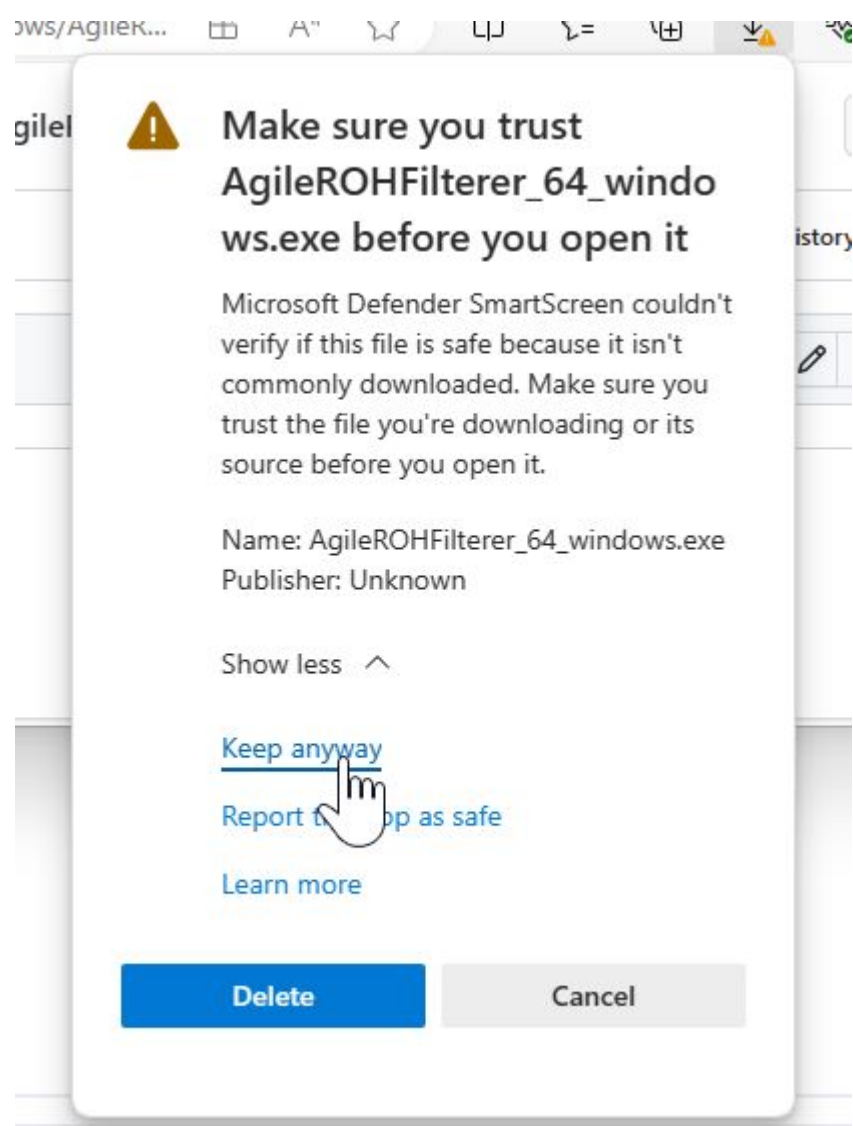 ows/AgileR...
Make sure you trust
AgileROHFilterer_64_windo
ws.exe before you open it
Microsoft Defender SmartScreen couldn't
verify if this file is safe because it isn't
commonly downloaded. Make sure you
trust the file you're downloading or its
source before you open it.
Name: AgileROHFilterer_64_windows.exe
Publisher: Unknown
Show less
Keep anyway
Report as safe
Learn more
Delete
Cancel
istory